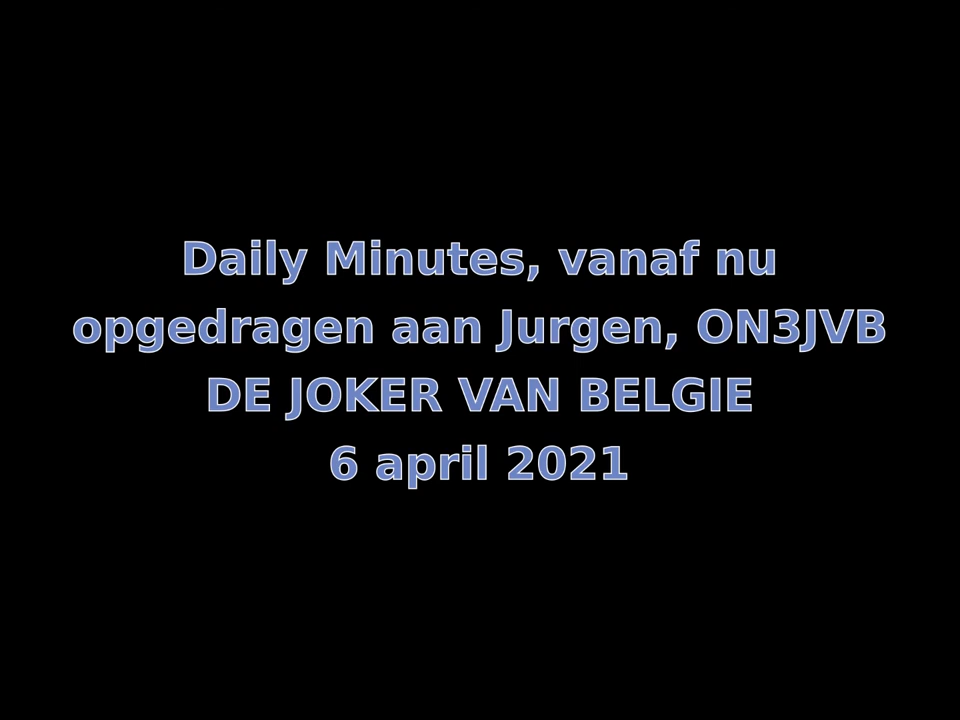 Daily Minutes, vanaf nu
opgedragen aan Jurgen, ON3JVB
DE JOKER VAN BELGIE
6 april 2021